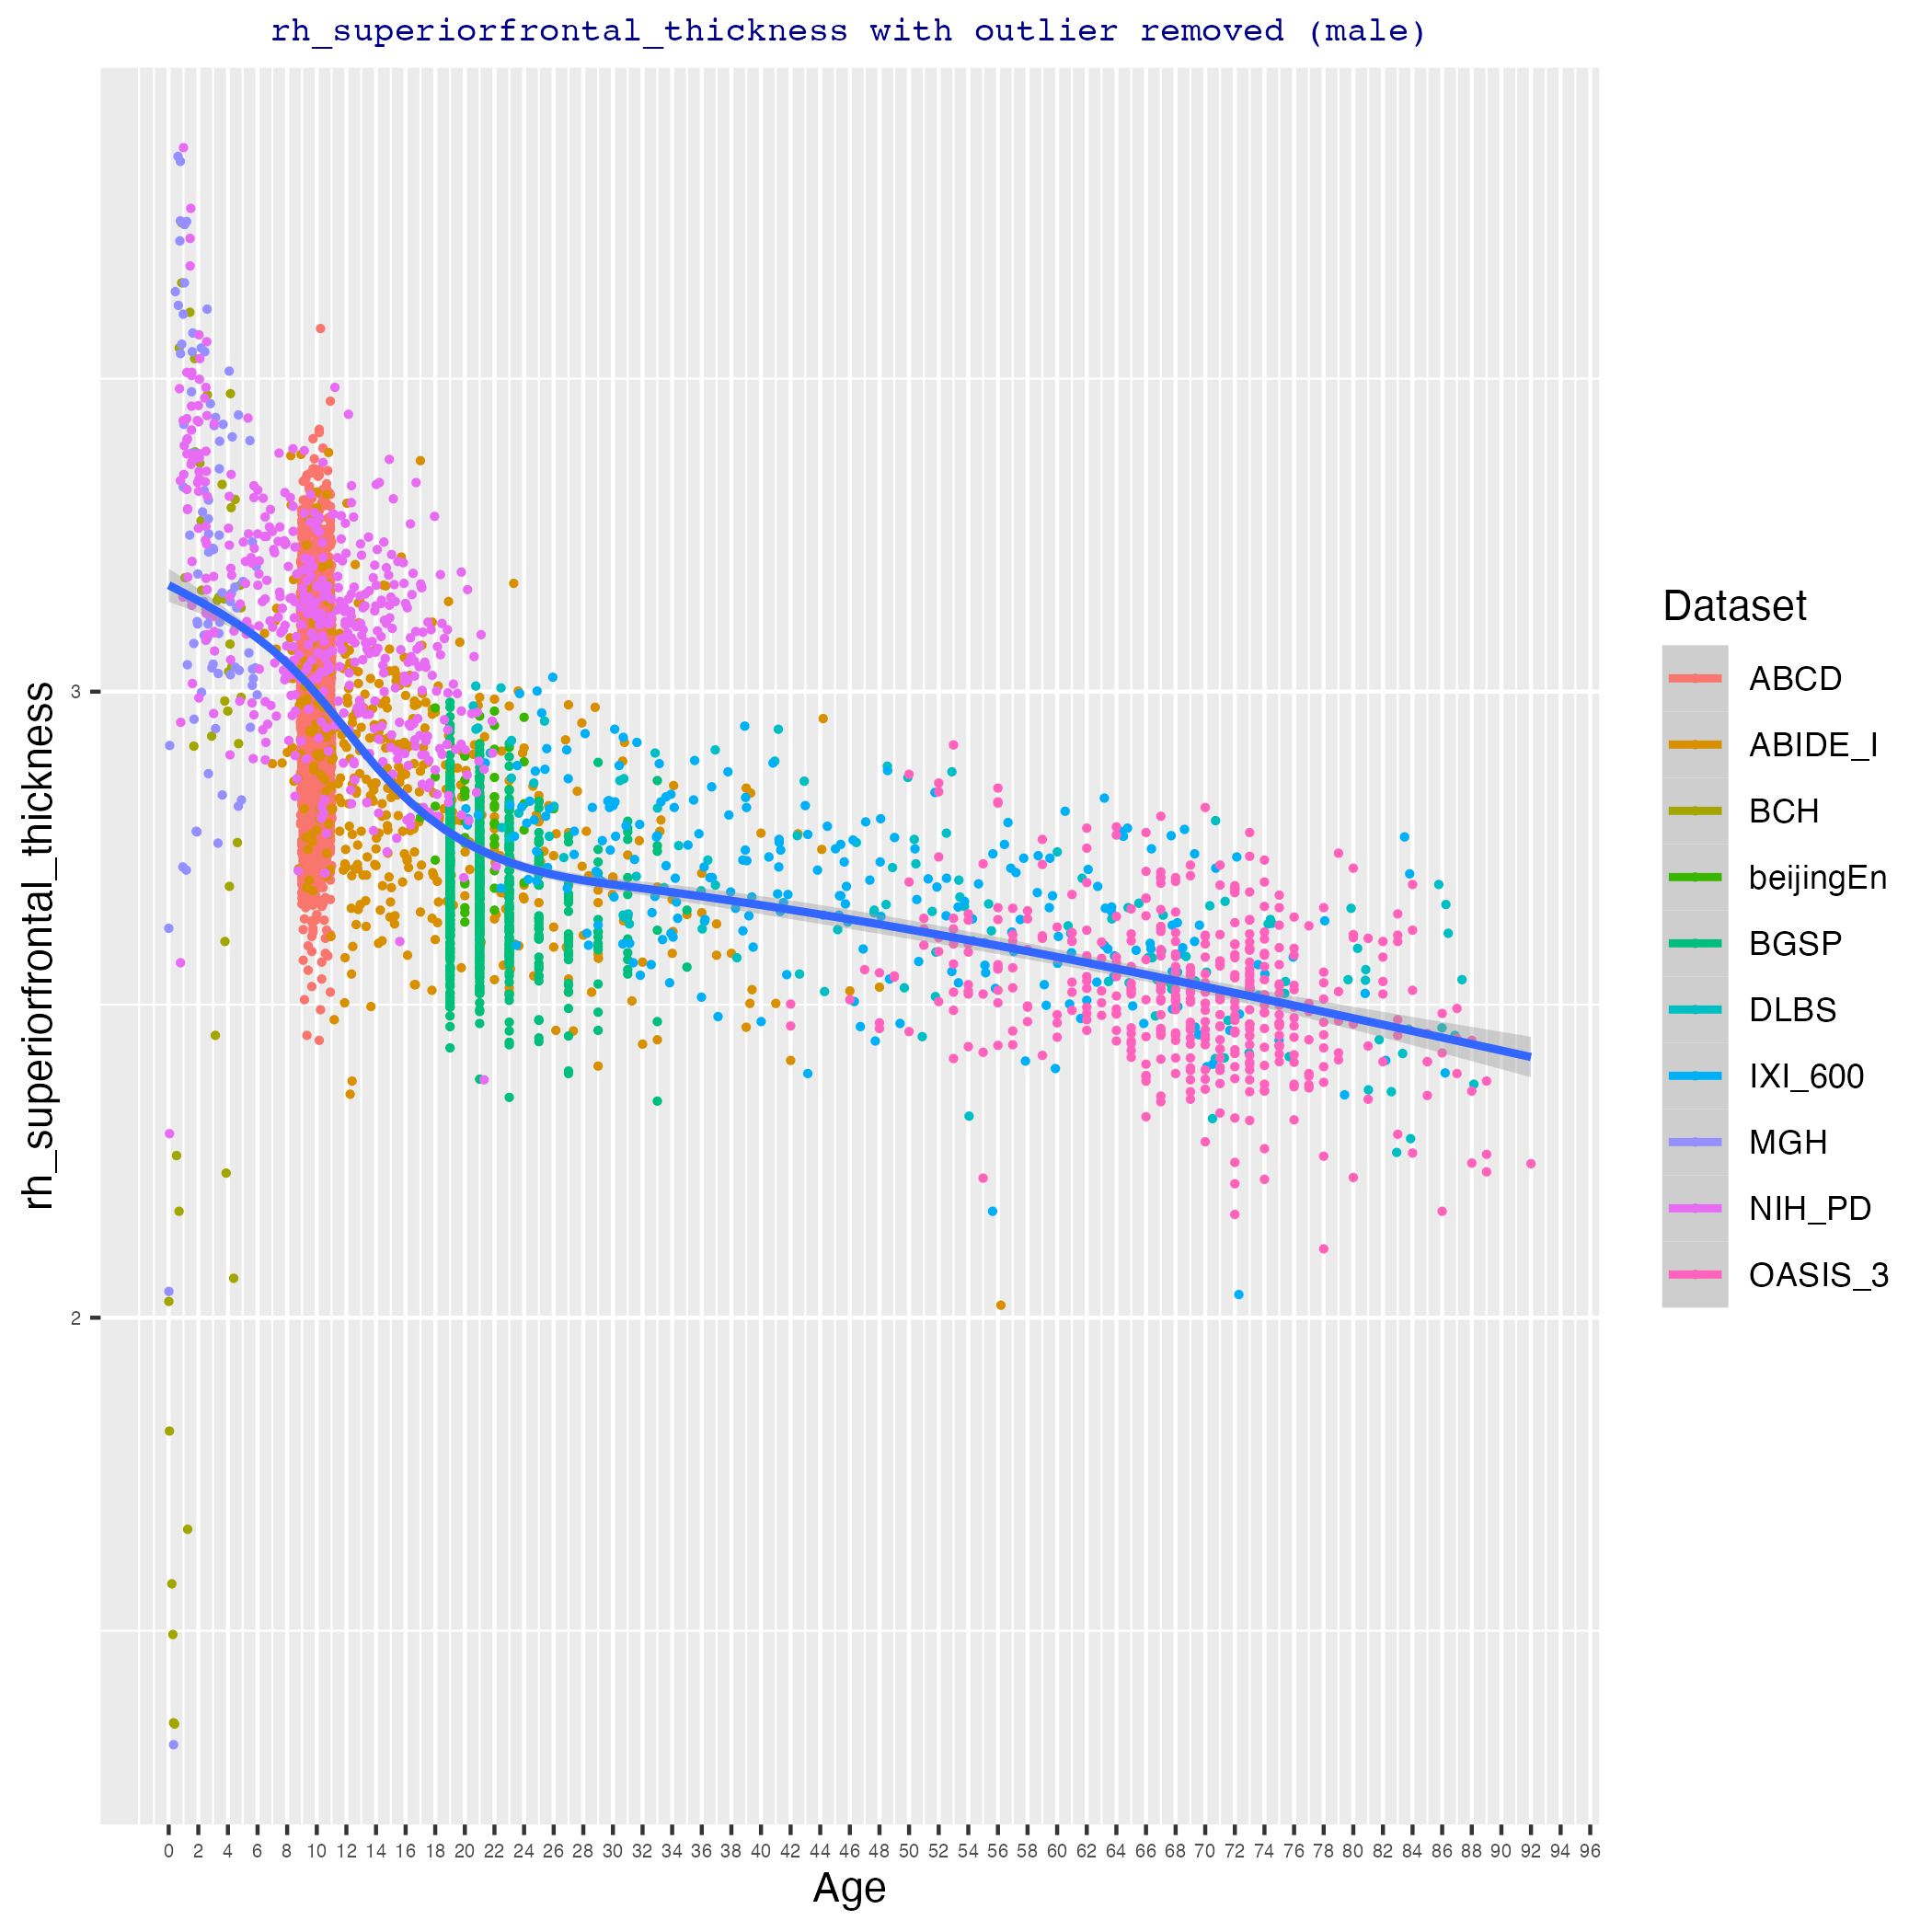 rh_superiorfrontal_thickness with outlier removed (male)
rh_superiorfrontal_thickness
3
2
0 2 4 6 8 10 12 14 16 18 20 22 24 26 28 30 32 34 36 38 40 42 44 46 48 50 52 54 56 58 60 62 64 66 68 70 72 74 76 78 80 82 84 86 88 90 92 94 96
Age
Dataset
ABCD
ABIDE_I
BCH
beijingEn
BGSP
DLBS
IXI_600
MGH
NIH_PD
OASIS_3